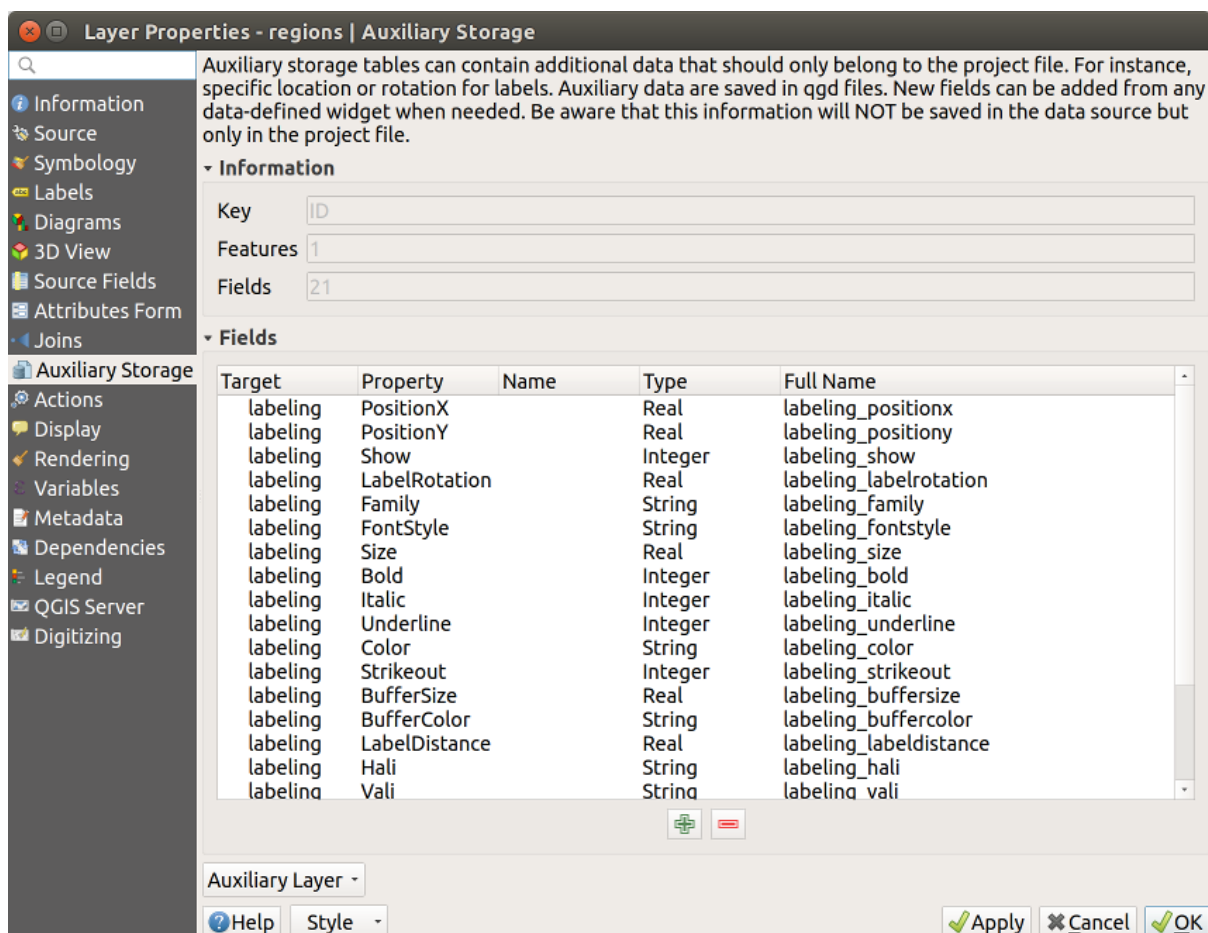 Layer Properties - regions | Auxiliary Storage
Information
Source
Symbology
Labels
Diagrams
3D View
Source Fields
Attributes Form
Joins
Auxiliary Storage
Actions
Display
Rendering
Variables
Metadata
Dependencies
Legend
QGIS Server
Digitizing
Auxiliary storage tables can contain additional data that should only belong to the project file. For instance,
specific location or rotation for labels. Auxiliary data are saved in qgd files. New fields can be added from any
data-defined widget when needed. Be aware that this information will NOT be saved in the data source but
only in the project file.
Information
Key ID
Features 1
Fields 21
Fields
Target Property Name Type Full Name
labeling PositionX Real labeling_positionx
labeling PositionY Real labeling_positiony
labeling Show Integer labeling_show
labeling LabelRotation Real labeling_labelrotation
labeling Family String labeling_family
labeling FontStyle String labeling_fontstyle
labeling Size Real labeling_size
labeling Bold Integer labeling_bold
labeling Italic Integer labeling_italic
labeling Underline Integer labeling_underline
labeling Color String labeling_color
labeling Strikeout Integer labeling_strikeout
labeling BufferSize Real labeling_buffersize
labeling BufferColor String labeling_buffercolor
labeling LabelDistance Real labeling_labeldistance
labeling Hali String labeling_hali
labeling Vali String labeling_vali
Auxiliary Layer
Help Style Apply Cancel OK